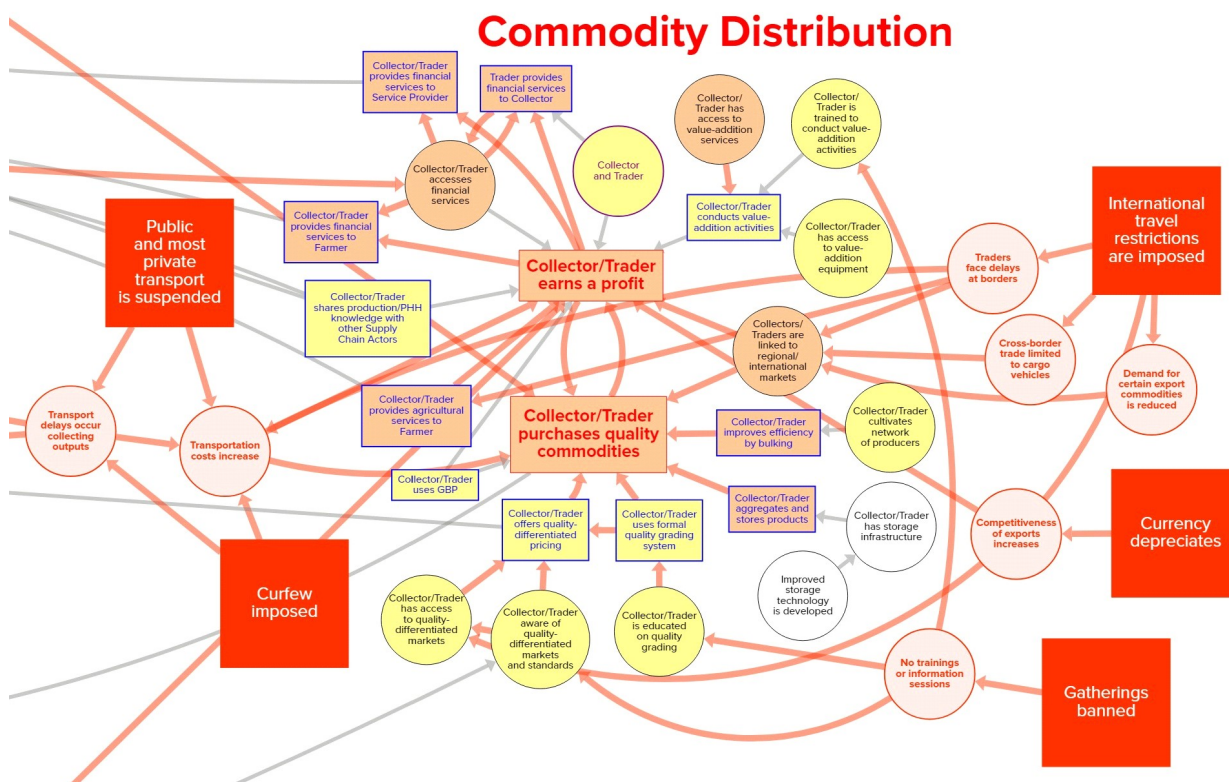 Commodity Distribution
Collector/Trader
provides financial
services to
Service Provider
Trader provides
financial services
to Collector
Collector/
Trader has
access to
value-addition
services
Collector/
Trader is
trained to
conduct value-
addition
activities
Collector/Trader
accesses
financial
services
Collector
and Trader
Public
and most
private
transport
is suspended
Collector/Trader
provides financial
services to
Farmer
Collector/Trader
conducts value-
addition activities
Collector/Trader
has access
to value-
addition
equipment
International
travel
restrictions
are imposed
Collector/Trader
earns a profit
Traders
face delays
at borders
Collector/Trader
shares production/PHH
knowledge with
other Supply
Chain Actors
Collectors/
Traders are
linked to
regional/
international
markets
Cross-border
trade limited
to cargo
vehicles
Demand for
certain export
commodities
is reduced
Transport
delays occur
collecting
outputs
Transportation
costs increase
Collector/Trader
provides agricultural
services to
Farmer
Collector/Trader
purchases quality
commodities
Collector/Trader
improves efficiency
by bulking
Collector/Trader
cultivates
network
of producers
Collector/Trader
uses GBP
Collector/Trader
offers quality-
differentiated
pricing
Collector/Trader
uses formal
quality grading
system
Collector/Trader
aggregates and
stores products
Collector/Trader
has storage
infrastructure
Competitiveness
of exports
increases
Currency
depreciates
Curfew
imposed
Improved
storage
technology
is developed
Collector/Trader
has access
to quality-
differentiated
markets
Collector/Trader
aware of
quality-
differentiated
markets
and standards
Collector/Trader
is educated
on quality
grading
No trainings
or information
sessions
Gatherings
banned